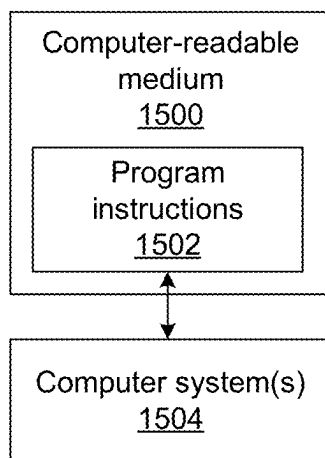 Computer-readable
medium
1500
Program
instructions
1502
Computer system(s)
1504